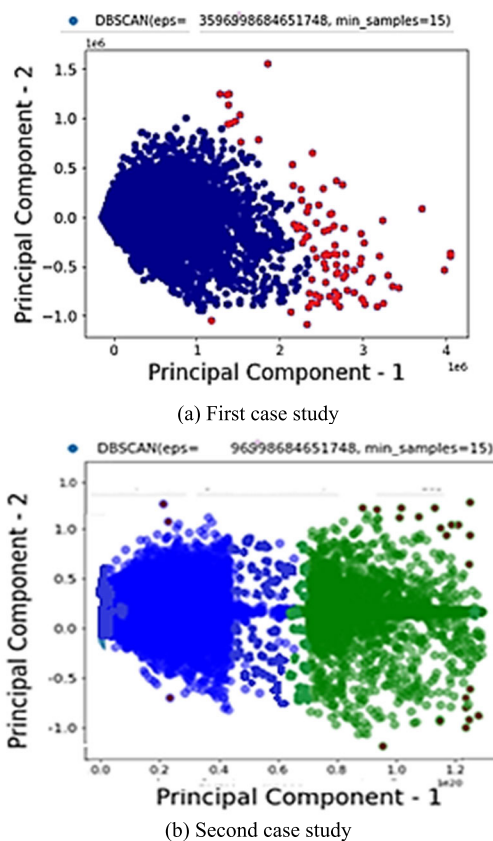 DBSCAN(eps= 3596998684651748, min_samples=15)
1e6
1.5
1.0
0.5
0.0
−0.5
−1.0
Principal Component - 2
0 1 2 3 4
1e6
Principal Component - 1
(a) First case study
DBSCAN(eps= 96998684651748, min_samples=15)
1.0
1.0
0.5
0.0
-0.5
-1.0
Principal Component - 2
0.0 0.2 0.4 0.6 0.8 1.0 1.2
1e20
Principal Component - 1
(b) Second case study